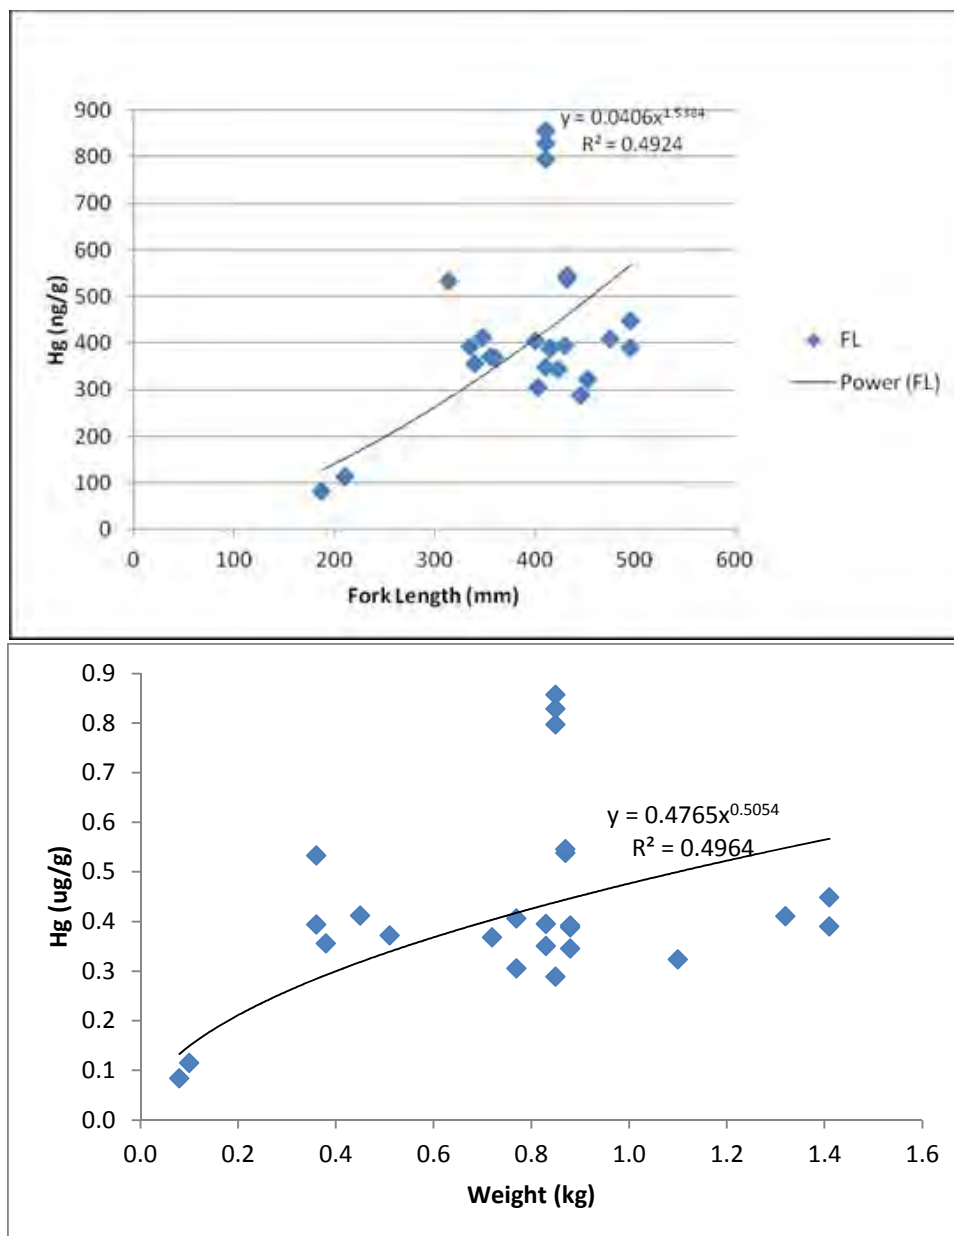 900
800
700
600
500
400
300
200
100
0
Hg (ng/g)
y = 0.0406x^1.5384
R² = 0.4924
0 100 200 300 400 500 600
Fork Length (mm)
FL
Power (FL)
0.9
0.8
0.7
0.6
0.5
0.4
0.3
0.2
0.1
0.0
Hg (ug/g)
y = 0.4765x^0.5054
R² = 0.4964
0.0 0.2 0.4 0.6 0.8 1.0 1.2 1.4 1.6
Weight (kg)